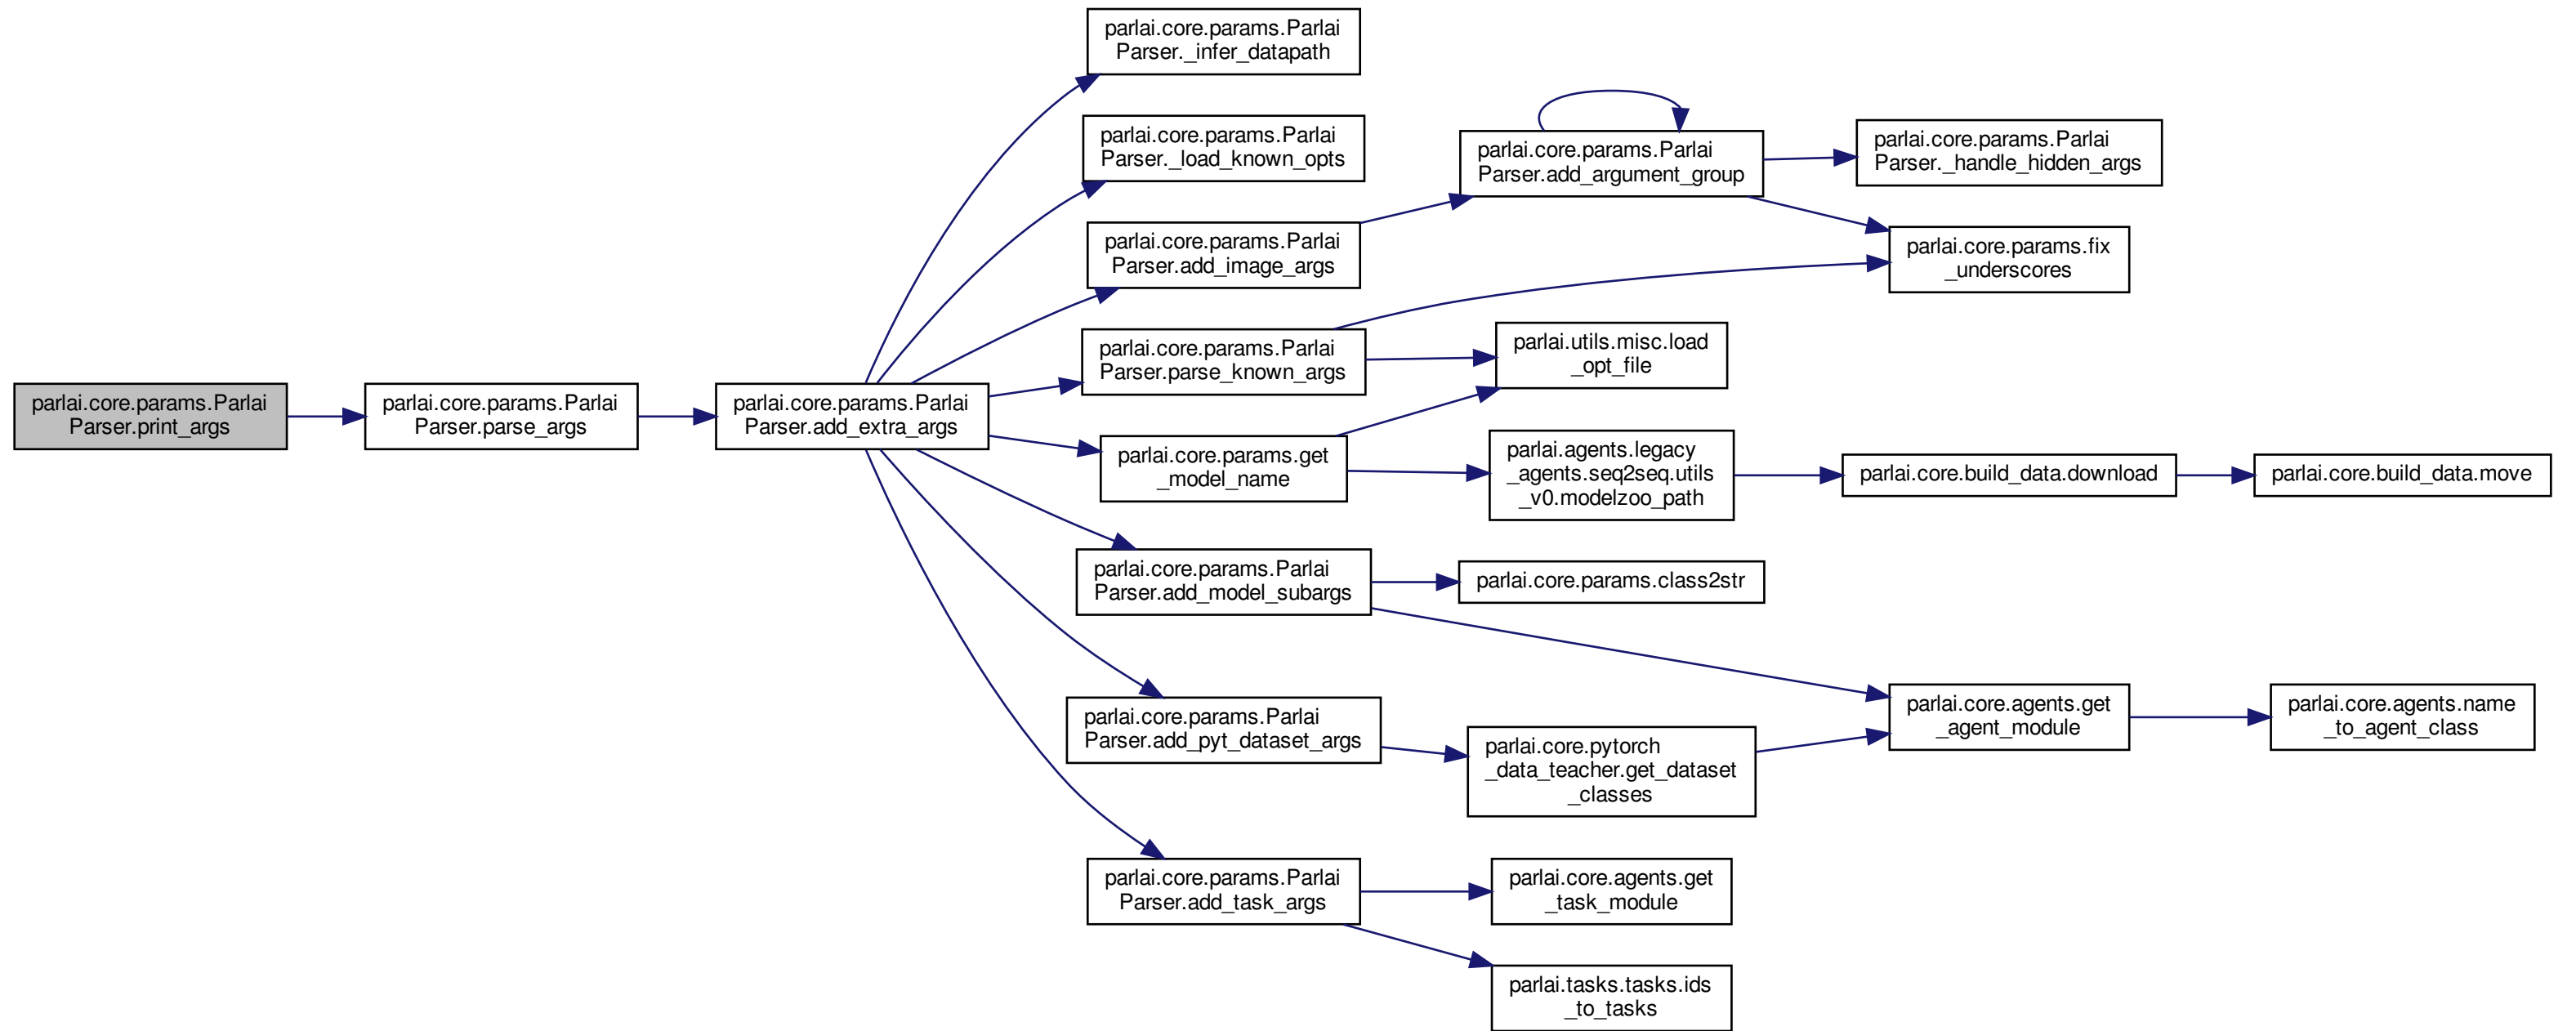 parlai.core.params.Parlai
Parser.print_args
parlai.core.params.Parlai
Parser.parse_args
parlai.core.params.Parlai
Parser.add_extra_args
parlai.core.params.Parlai
Parser._infer_datapath
parlai.core.params.Parlai
Parser._load_known_opts
parlai.core.params.Parlai
Parser.add_image_args
parlai.core.params.Parlai
Parser.parse_known_args
parlai.core.params.get
_model_name
parlai.core.params.Parlai
Parser.add_model_subargs
parlai.core.params.Parlai
Parser.add_pyt_dataset_args
parlai.core.params.Parlai
Parser.add_task_args
parlai.core.params.Parlai
Parser.add_argument_group
parlai.utils.misc.load
_opt_file
parlai.agents.legacy
_agents.seq2seq.utils
_v0.modelzoo_path
parlai.core.params.class2str
parlai.core.pytorch
_data_teacher.get_dataset
_classes
parlai.core.agents.get
_task_module
parlai.tasks.tasks.ids
_to_tasks
parlai.core.params.Parlai
Parser._handle_hidden_args
parlai.core.params.fix
_underscores
parlai.core.build_data.download
parlai.core.agents.get
_agent_module
parlai.core.build_data.move
parlai.core.agents.name
_to_agent_class